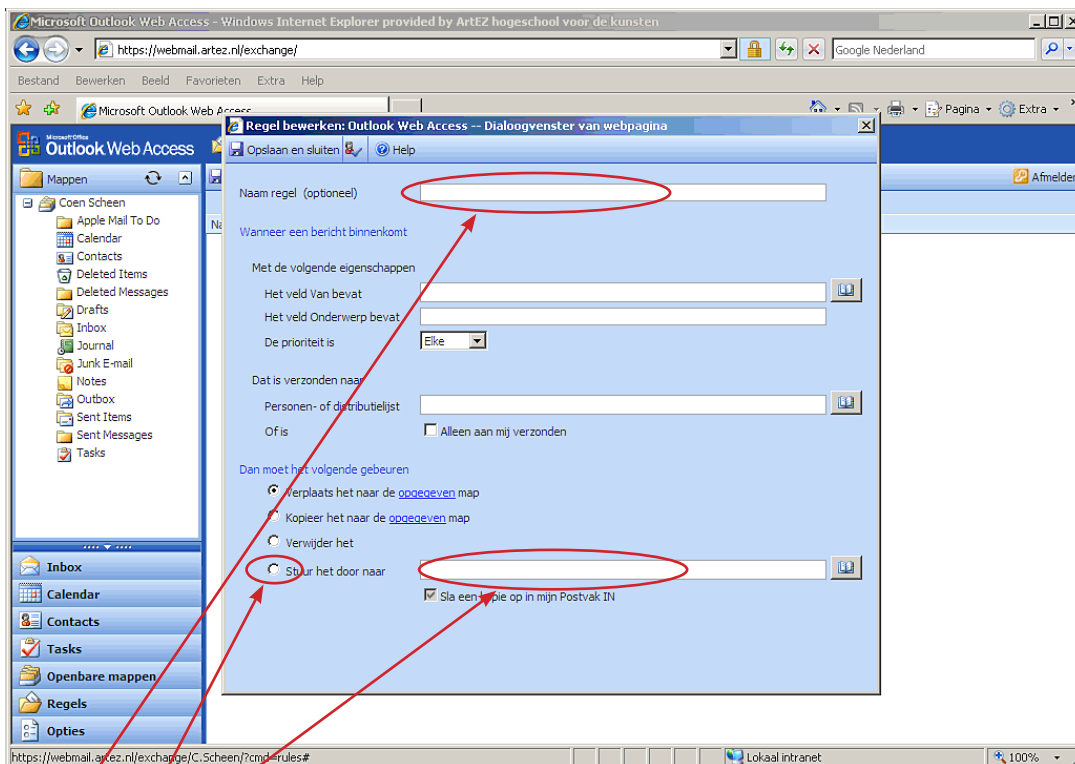 Microsoft Outlook Web Access - Windows Internet Explorer provided by ArtEZ hogeschool voor de kunsten
https://webmail.artez.nl/exchange/
Google Nederland
Bestand Bewerken Beeld Favorieten Extra Help
Microsoft Outlook Web Access
Pagina
Extra
Microsoft Office
Outlook Web Access
Mappen
Afmelden
Coen Scheen
Apple Mail To Do
Calendar
Contacts
Deleted Items
Deleted Messages
Drafts
Inbox
Journal
Junk E-mail
Notes
Outbox
Sent Items
Sent Messages
Tasks
Inbox
Calendar
Contacts
Tasks
Openbare mappen
Regels
Opties
Na
Regel bewerken: Outlook Web Access -- Dialoogvenster van webpagina
Opslaan en sluiten
Help
Naam regel (optioneel)
Wanneer een bericht binnenkomt
Met de volgende eigenschappen
Het veld Van bevat
Het veld Onderwerp bevat
De prioriteit is Elke
Dat is verzonden naar
Personen- of distributielijst
Of is Alleen aan mij verzonden
Dan moet het volgende gebeuren
Verplaats het naar de opgegeven map
Kopieer het naar de opgegeven map
Verwijder het
Stuur het door naar
Sla een kopie op in mijn Postvak IN
https://webmail.artez.nl/exchange/C.Scheen/?cmd=rules#
Lokaal intranet
100%